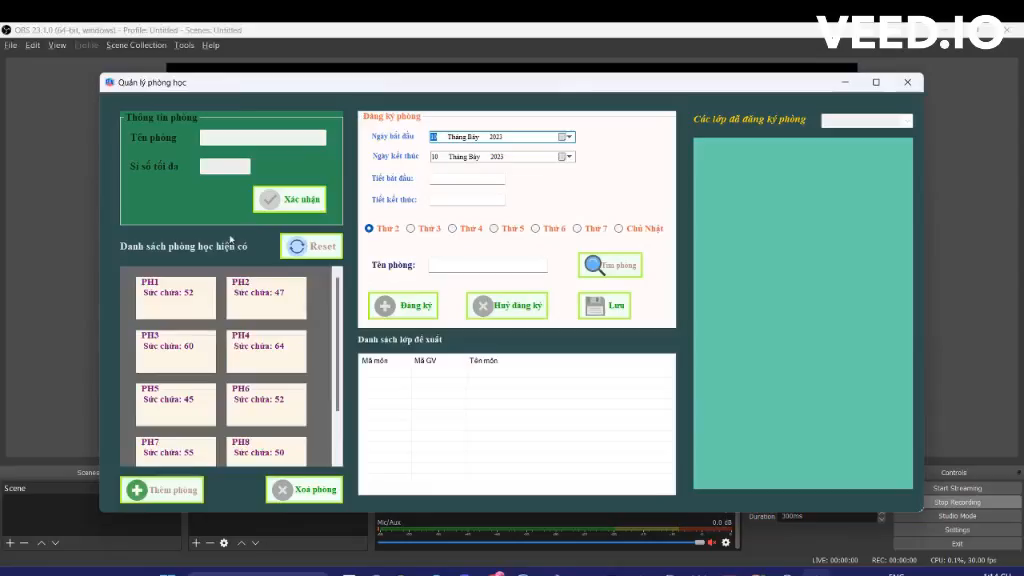 VEED.IO
OBS 23.1.0 (64-bit, windows) - Profile: Untitled - Scenes: Untitled
File Edit View Profile Scene Collection Tools Help
Quản lý phòng học
Thông tin phòng
Tên phòng
Sỉ số tối đa
Xác nhận
Danh sách phòng học hiện có
Reset
PH1
Sức chứa: 52
PH2
Sức chứa: 47
PH3
Sức chứa: 60
PH4
Sức chứa: 64
PH5
Sức chứa: 45
PH6
Sức chứa: 52
PH7
Sức chứa: 55
PH8
Sức chứa: 50
Thêm phòng
Xoá phòng
Đăng ký phòng
Ngày bắt đầu
10 Tháng Bảy 2023
Ngày kết thúc
10 Tháng Bảy 2023
Tiết bắt đầu:
Tiết kết thúc:
Thứ 2 Thứ 3 Thứ 4 Thứ 5 Thứ 6 Thứ 7 Chủ Nhật
Tên phòng:
Tìm phòng
Đăng ký
Huỷ đăng ký
Lưu
Danh sách lớp đề xuất
Mã môn Mã GV Tên môn
Các lớp đã đăng ký phòng
Scenes
Scene
Mic/Aux
0.0 dB
Duration 300ms
Controls
Start Streaming
Stop Recording
Studio Mode
Settings
Exit
LIVE: 00:00:00 REC: 00:00:00 CPU: 0.1%, 30.00 fps